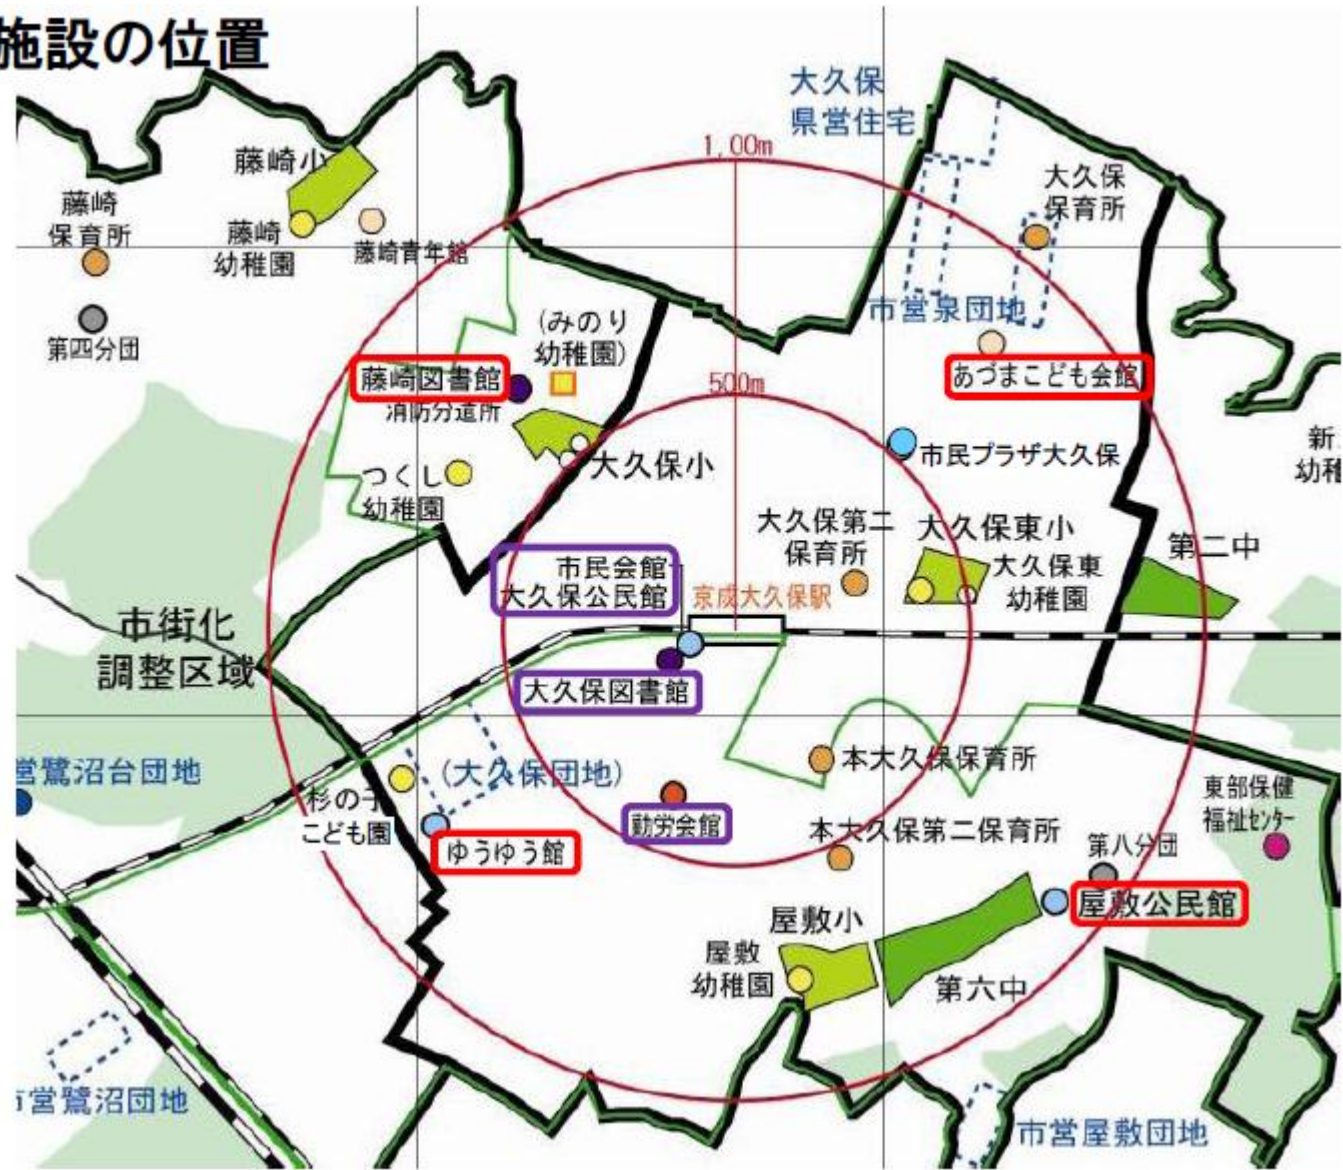 施設の位置
大久保
県営住宅
1,00m
藤崎小
藤崎
保育所
藤崎
幼稚園
藤崎青年館
大久保
保育所
第四分団
(みのり
幼稚園)
市営泉団地
藤崎図書館
消防分遣所
500m
あづまこども会館
市民プラザ大久保
新
幼稚
大久保小
つくし
幼稚園
大久保第二
保育所
大久保東小
大久保東
幼稚園
第二中
市民会館
大久保公民館
京成大久保駅
市街化
調整区域
大久保図書館
営鷺沼台団地
(大久保団地)
本大久保保育所
杉の子
こども園
勤労会館
本大久保第二保育所
東部保健
福祉センター
ゆうゆう館
第八分団
屋敷公民館
屋敷小
屋敷
幼稚園
第六中
市営鷺沼団地
市営屋敷団地